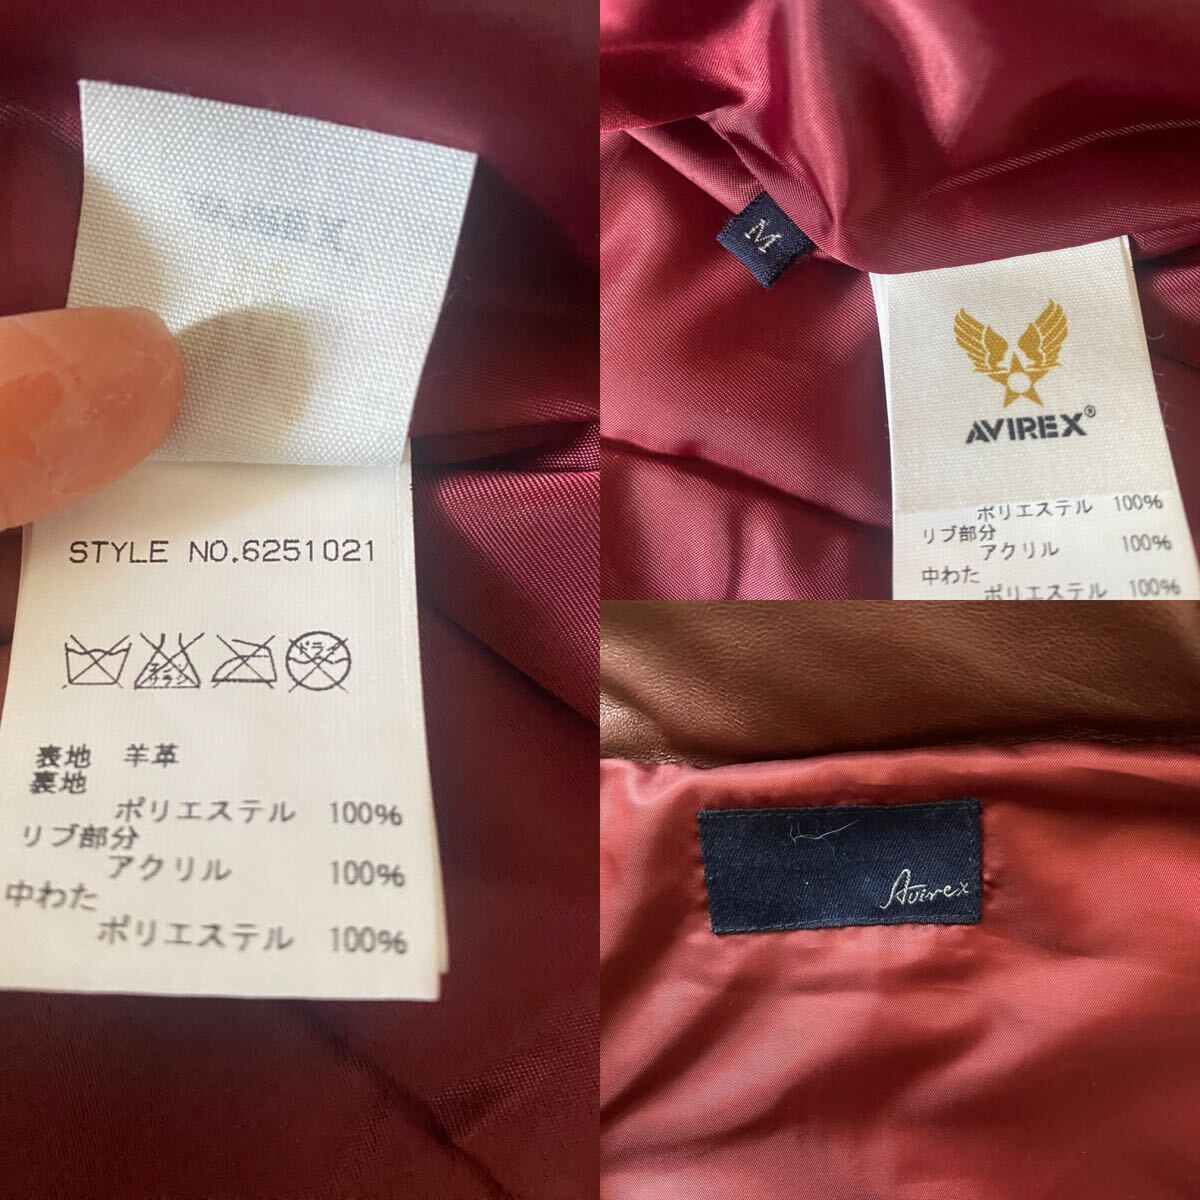 STYLE NO.6251021
ドライ
表地 羊革
裏地
ポリエステル 100%
リブ部分
アクリル 100%
中わた
ポリエステル 100%
M
AVIREX®
ポリエステル 100%
リブ部分
アクリル 100%
中わた
ポリエステル 100%
Avirex